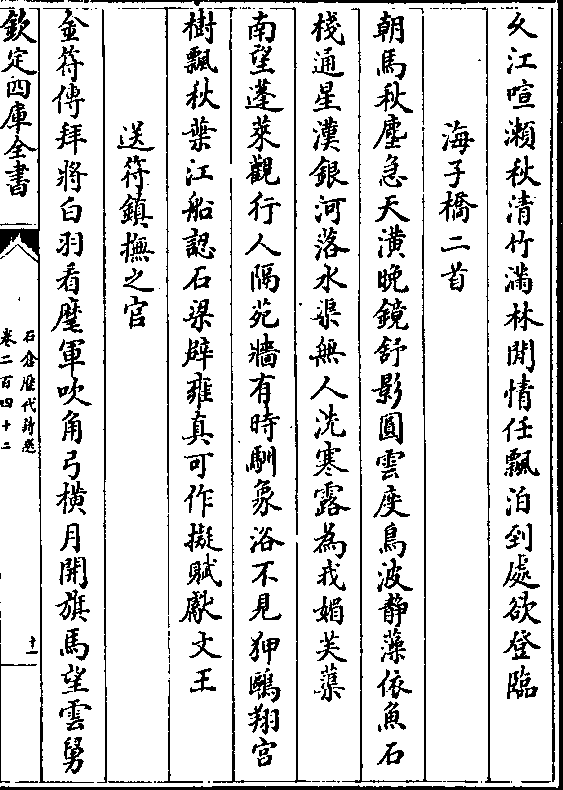 攵江喧瀬秋清竹滿林閒情任飄泊到處欲登臨
海子橋二首
朝馬秋塵急天潢晚鏡舒影圓雲度鳥波靜藻依魚石
棧通星漢銀河落水渠無人洗寒露為我媚芙蕖
南望蓬萊觀行人隔苑牆有時馴象浴不見狎鷗翔宮
樹飄秋葉江船認石梁辟雍真可作擬賦獻文王
送符鎮撫之官
金符傳拜將白羽看麾軍吹角弓橫月開旗馬望雲舅
欽定四庫全書
石倉歷代詩選
卷二百四十二
十一